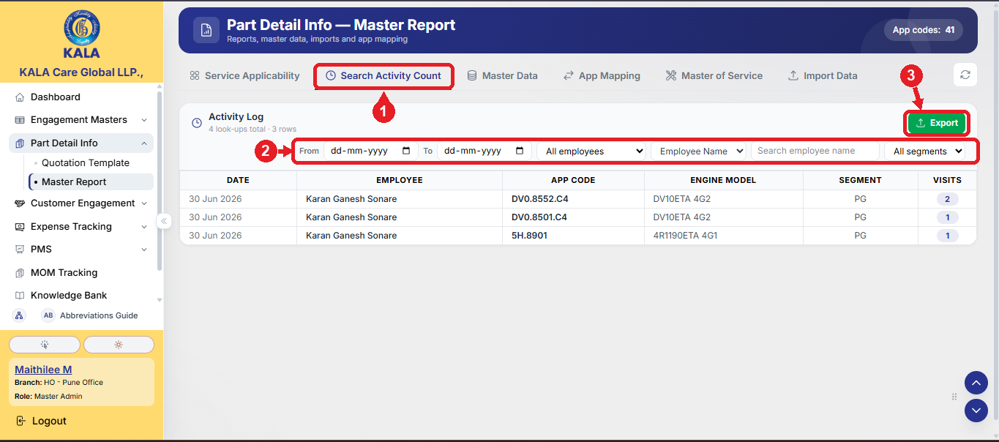 KALA
KALA Care Global LLP.,
Dashboard
Engagement Masters
Part Detail Info
Quotation Template
Master Report
Customer Engagement
Expense Tracking
PMS
MOM Tracking
Knowledge Bank
AB Abbreviations Guide
Maithilee M
Branch: HO - Pune Office
Role: Master Admin
Logout
Part Detail Info — Master Report
Reports, master data, imports and app mapping
App codes: 41
Service Applicability Search Activity Count Master Data App Mapping Master of Service Import Data
1
3
Activity Log
4 look-ups total · 3 rows
Export
2
From dd-mm-yyyy To dd-mm-yyyy All employees Employee Name Search employee name All segments
DATE EMPLOYEE APP CODE ENGINE MODEL SEGMENT VISITS
30 Jun 2026 Karan Ganesh Sonare DV0.8552.C4 DV10ETA 4G2 PG 2
30 Jun 2026 Karan Ganesh Sonare DV0.8501.C4 DV10ETA 4G2 PG 1
30 Jun 2026 Karan Ganesh Sonare 5H.8901 4R1190ETA 4G1 PG 1